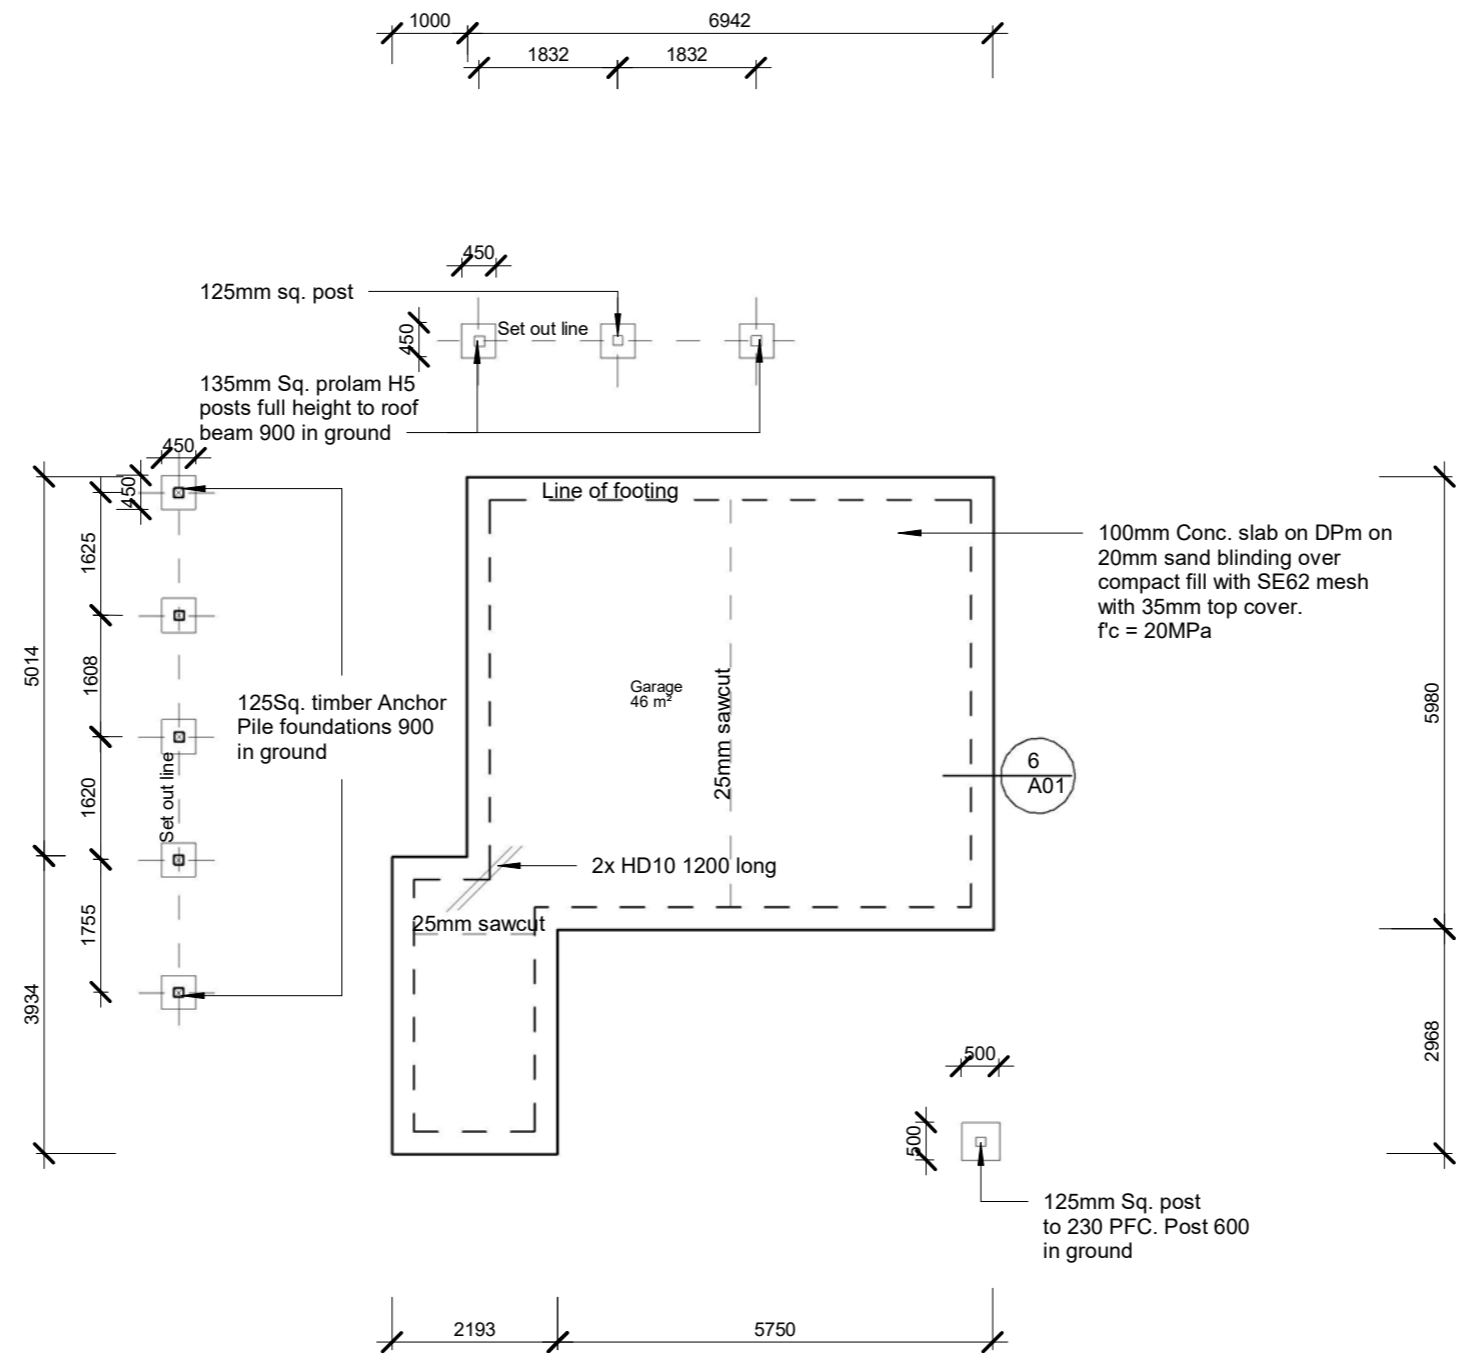 1000
6942
1832
1832
450
125mm sq. post
450
Set out line
135mm Sq. prolam H5
posts full height to roof
beam 900 in ground
450
450
Line of footing
100mm Conc. slab on DPm on
20mm sand blinding over
compact fill with SE62 mesh
with 35mm top cover.
f'c = 20MPa
1625
5014
1608
125Sq. timber Anchor
Pile foundations 900
in ground
Garage
46 m²
25mm sawcut
5980
6
A01
1620
Set out line
2x HD10 1200 long
25mm sawcut
1755
3934
2968
500
500
125mm Sq. post
to 230 PFC. Post 600
in ground
2193
5750